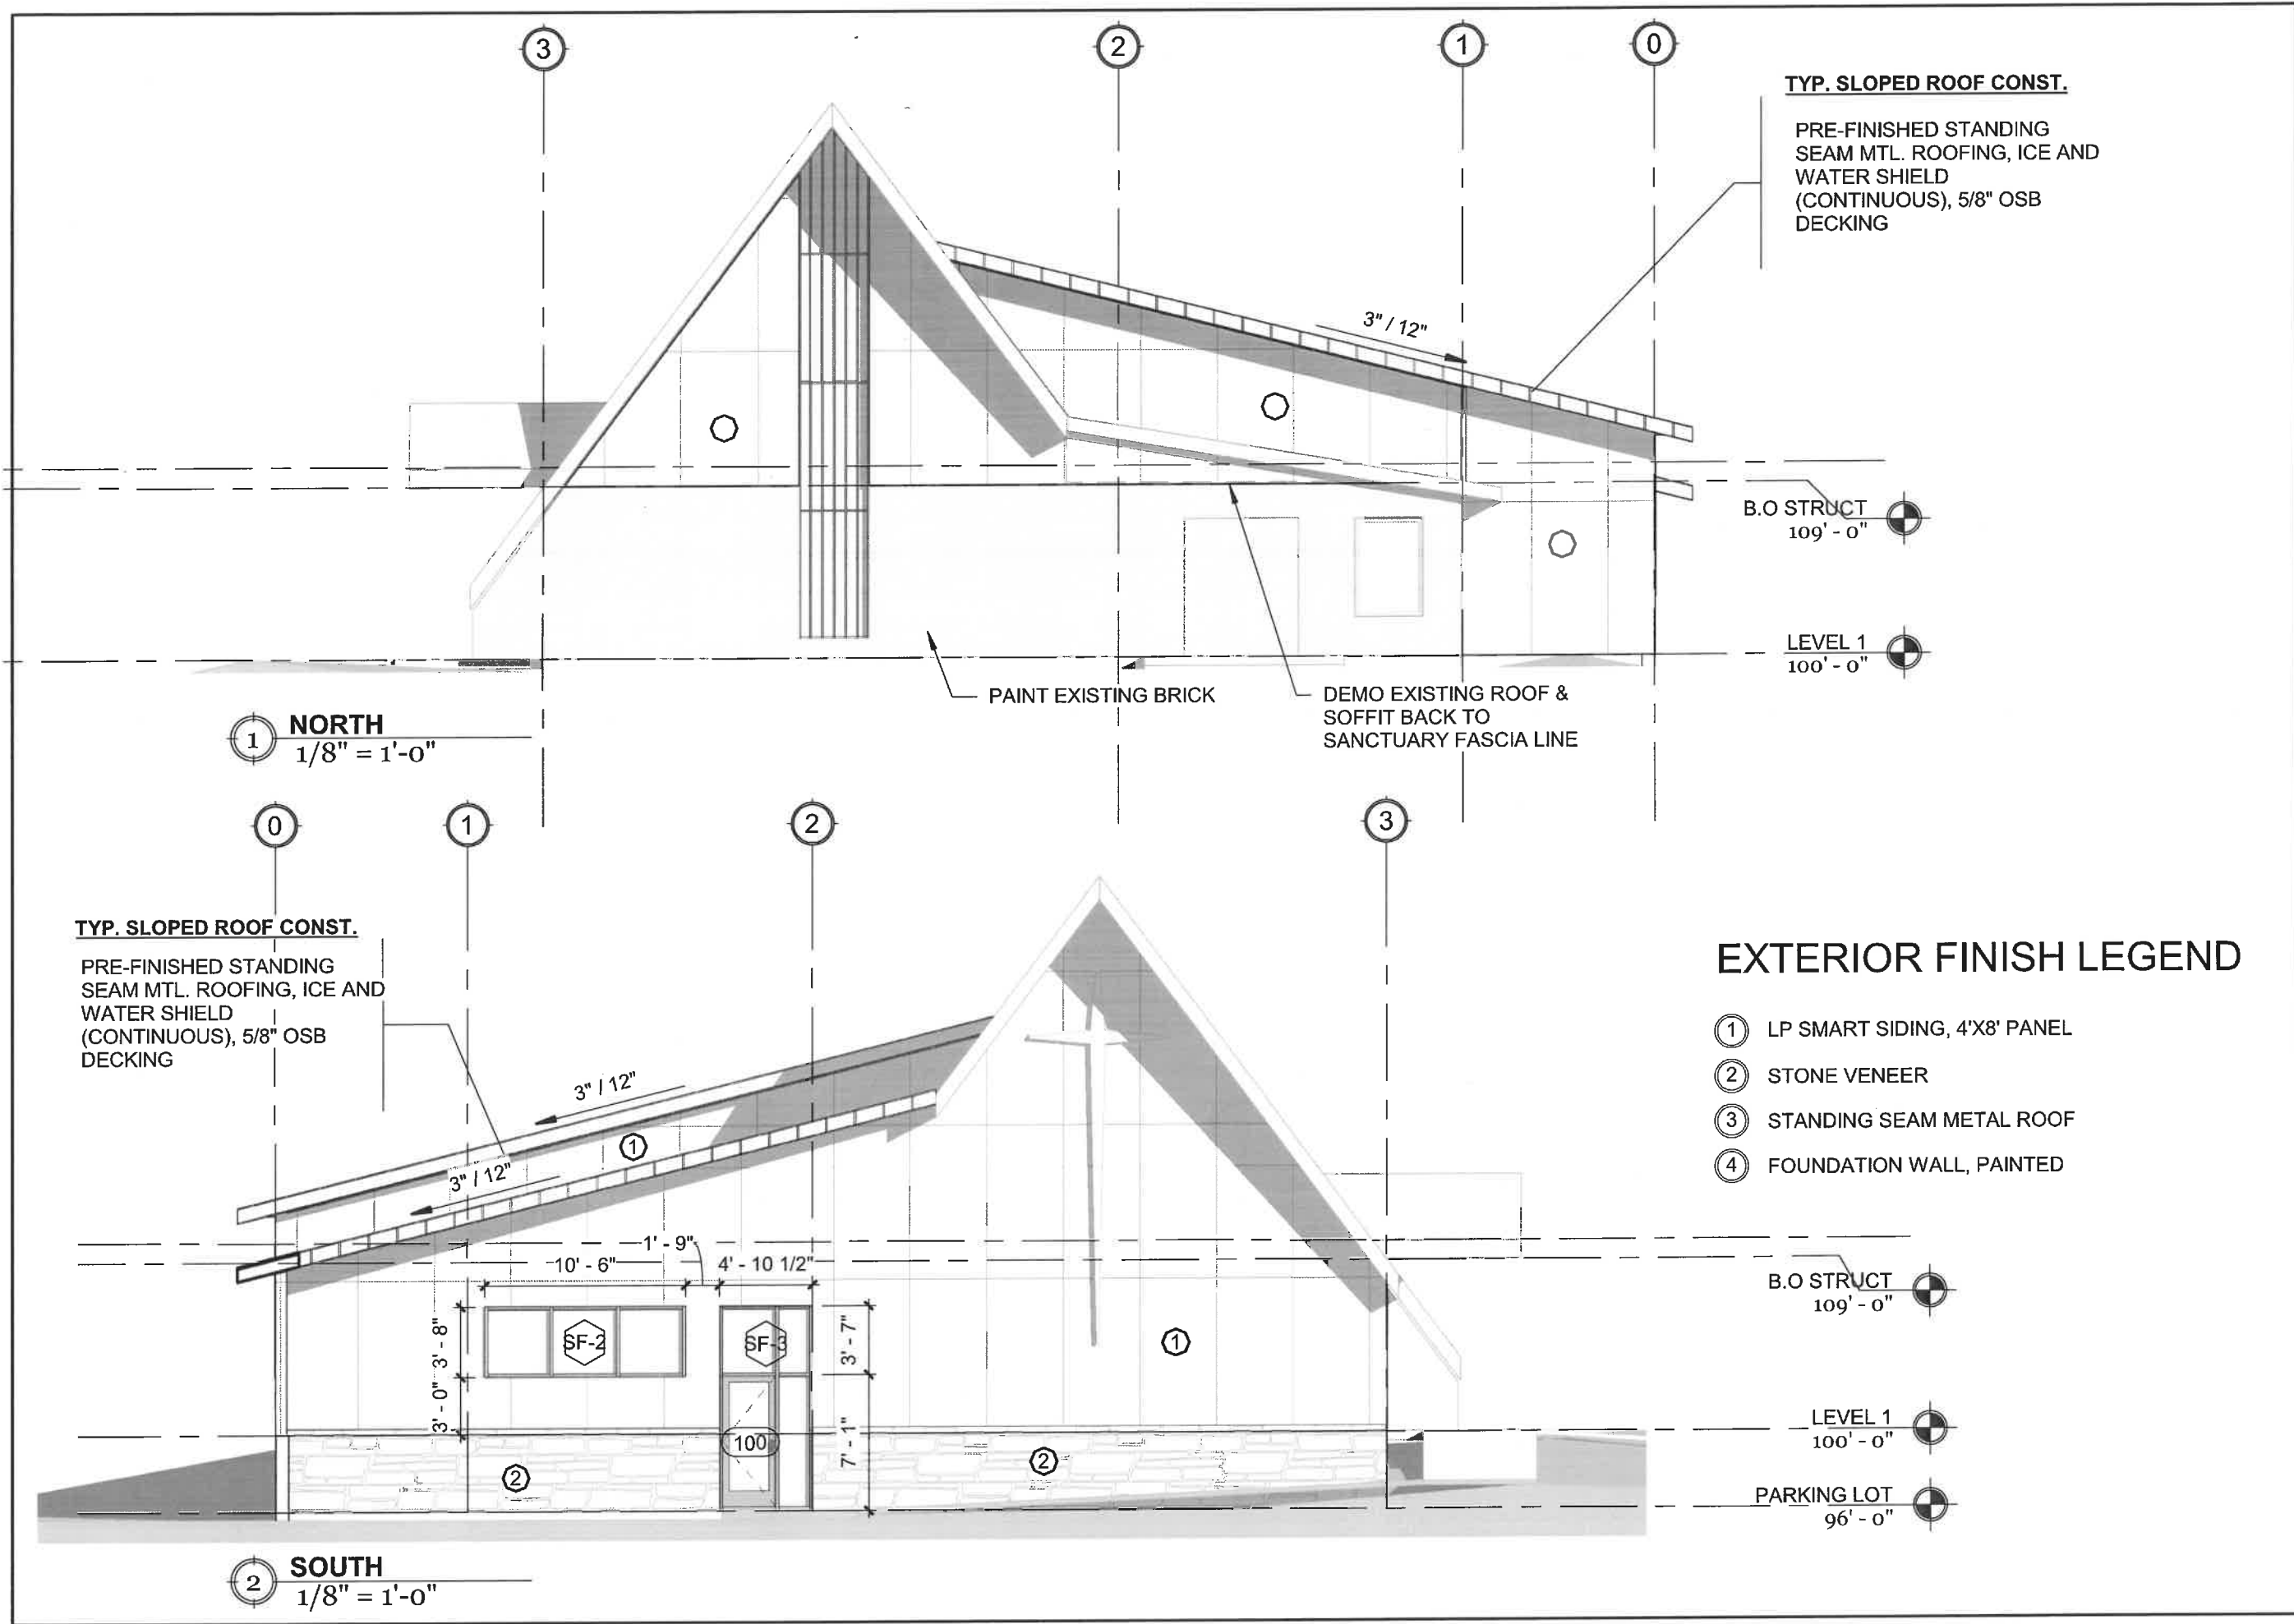 3
2
1
0
TYP. SLOPED ROOF CONST.
PRE-FINISHED STANDING
SEAM MTL. ROOFING, ICE AND
WATER SHIELD
(CONTINUOUS), 5/8" OSB
DECKING
3" / 12"
B.O STRUCT
109' - 0"
LEVEL 1
100' - 0"
PAINT EXISTING BRICK
DEMO EXISTING ROOF &
SOFFIT BACK TO
SANCTUARY FASCIA LINE
1 NORTH
1/8" = 1'-0"
0
1
2
3
TYP. SLOPED ROOF CONST.
PRE-FINISHED STANDING
SEAM MTL. ROOFING, ICE AND
WATER SHIELD
(CONTINUOUS), 5/8" OSB
DECKING
3" / 12"
1
3" / 12"
1' - 9"
10' - 6"
4' - 10 1/2"
3' - 8"
3' - 0"
SF-2
SF-3
3' - 7"
7' - 1"
100
1
2
2
EXTERIOR FINISH LEGEND
1 LP SMART SIDING, 4'X8' PANEL
2 STONE VENEER
3 STANDING SEAM METAL ROOF
4 FOUNDATION WALL, PAINTED
B.O STRUCT
109' - 0"
LEVEL 1
100' - 0"
PARKING LOT
96' - 0"
2 SOUTH
1/8" = 1'-0"